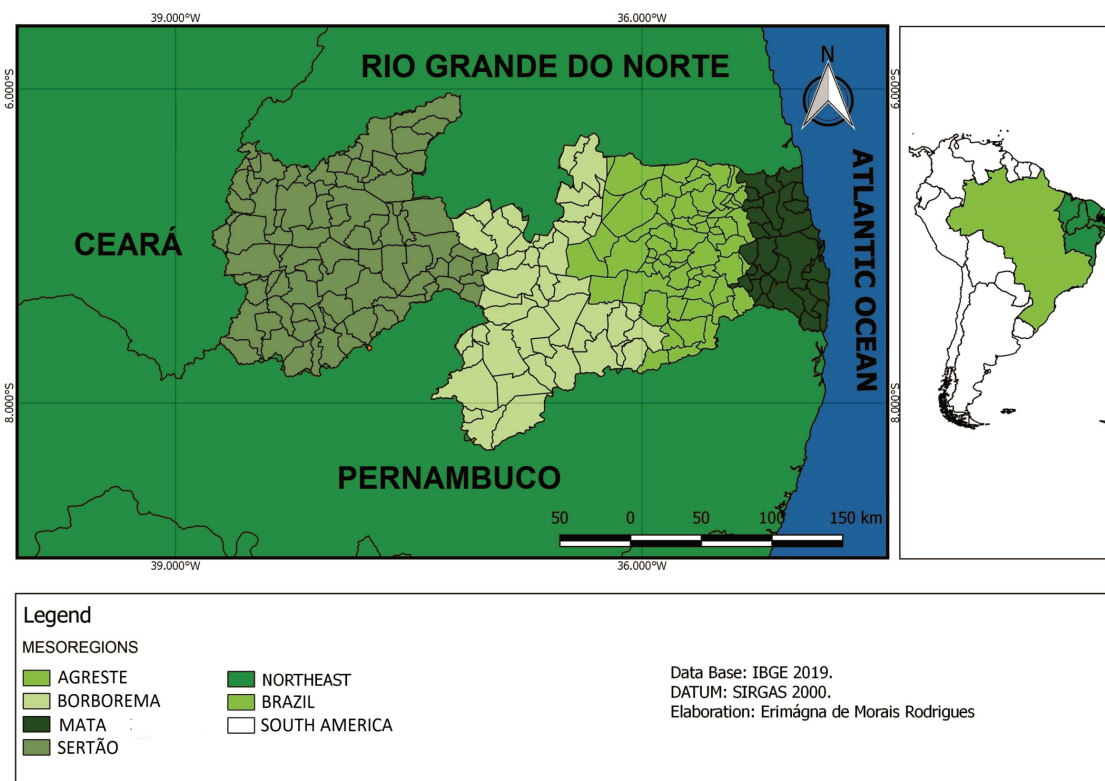 39.000°W
36.000°W
6.000°S
6.000°S
RIO GRANDE DO NORTE
N
CEARÁ
ATLANTIC OCEAN
8.000°S
8.000°S
PERNAMBUCO
50 0 50 100 150 km
39.000°W
36.000°W
Legend
MESOREGIONS
AGRESTE
BORBOREMA
MATA
SERTÃO
NORTHEAST
BRAZIL
SOUTH AMERICA
Data Base: IBGE 2019.
DATUM: SIRGAS 2000.
Elaboration: Erimágna de Morais Rodrigues